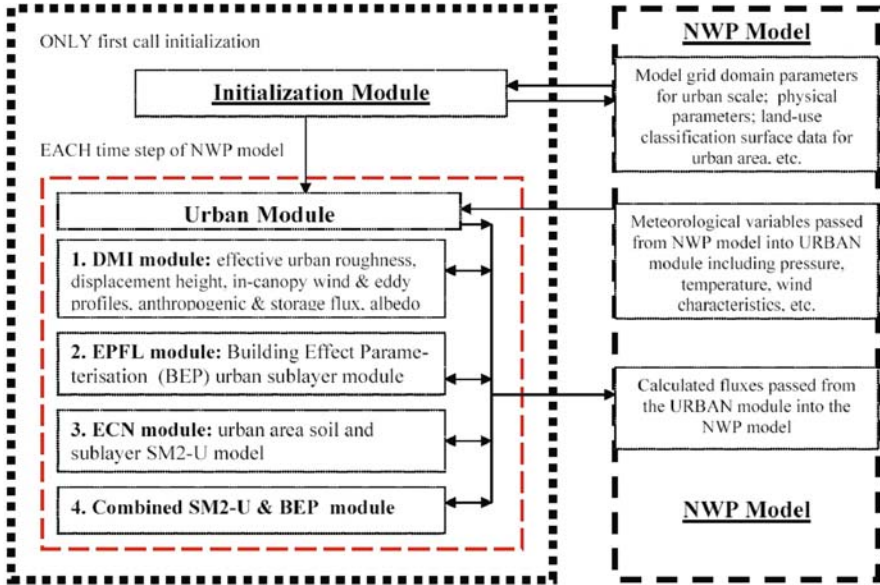 ONLY first call initialization
Initialization Module
EACH time step of NWP model
Urban Module
1. DMI module: effective urban roughness,
displacement height, in-canopy wind & eddy
profiles, anthropogenic & storage flux, albedo
2. EPFL module: Building Effect Parame-
terisation (BEP) urban sublayer module
3. ECN module: urban area soil and
sublayer SM2-U model
4. Combined SM2-U & BEP module
NWP Model
Model grid domain parameters
for urban scale; physical
parameters; land-use
classification surface data for
urban area, etc.
Meteorological variables passed
from NWP model into URBAN
module including pressure,
temperature, wind
characteristics, etc.
Calculated fluxes passed from
the URBAN module into the
NWP model
NWP Model